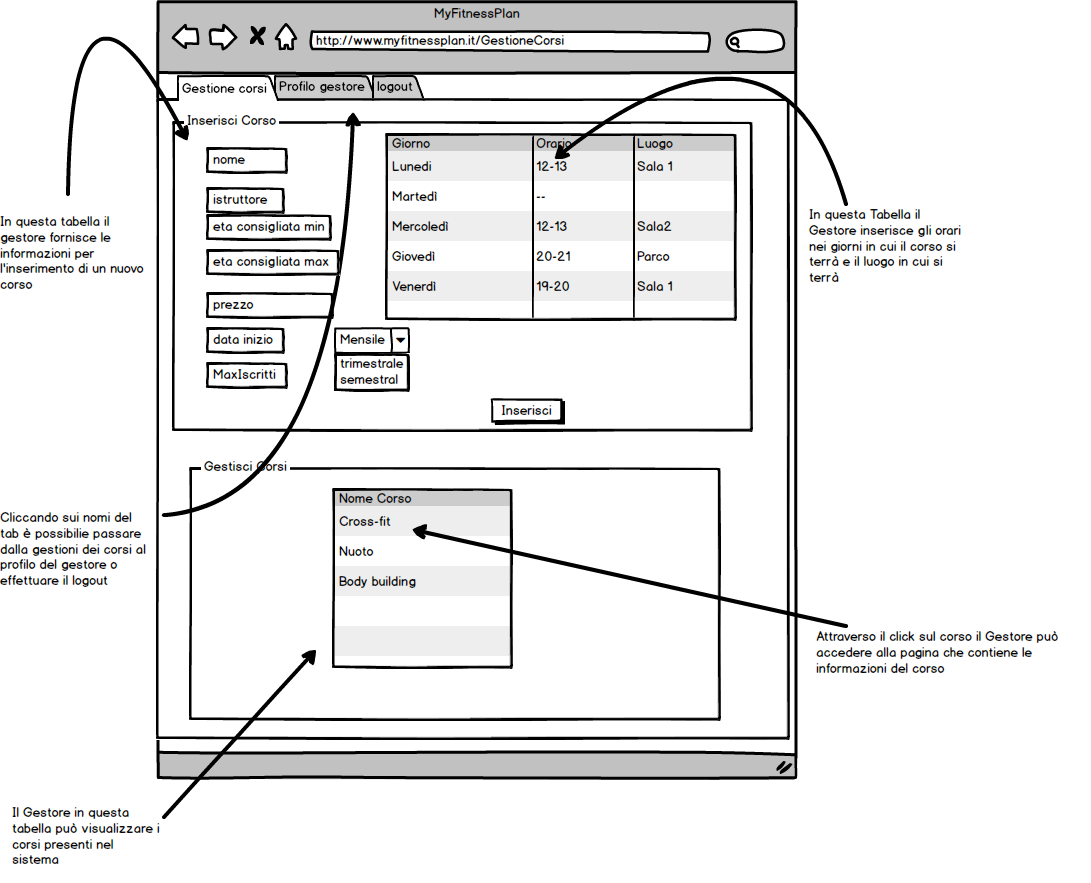 MyFitnessPlan
http://www.myfitnessplan.it/GestioneCorsi
Gestione corsi
Profilo gestore
logout
Inserisci Corso
nome
istruttore
eta consigliata min
eta consigliata max
prezzo
data inizio
MaxIscritti
Mensile
trimestrale
semestral
Giorno Orario Luogo
Lunedi 12-13 Sala 1
Martedì --
Mercoledì 12-13 Sala2
Giovedì 20-21 Parco
Venerdì 19-20 Sala 1
Inserisci
Gestisci Corsi
Nome Corso
Cross-fit
Nuoto
Body building
In questa tabella il
gestore fornisce le
informazioni per
l'inserimento di un nuovo
corso
In questa Tabella il
Gestore inserisce gli orari
nei giorni in cui il corso si
terrà e il luogo in cui si
terrà
Cliccando sui nomi del
tab è possibilie passare
dalla gestioni dei corsi al
profilo del gestore o
effettuare il logout
Attraverso il click sul corso il Gestore può
accedere alla pagina che contiene le
informazioni del corso
Il Gestore in questa
tabella può visualizzare i
corsi presenti nel
sistema